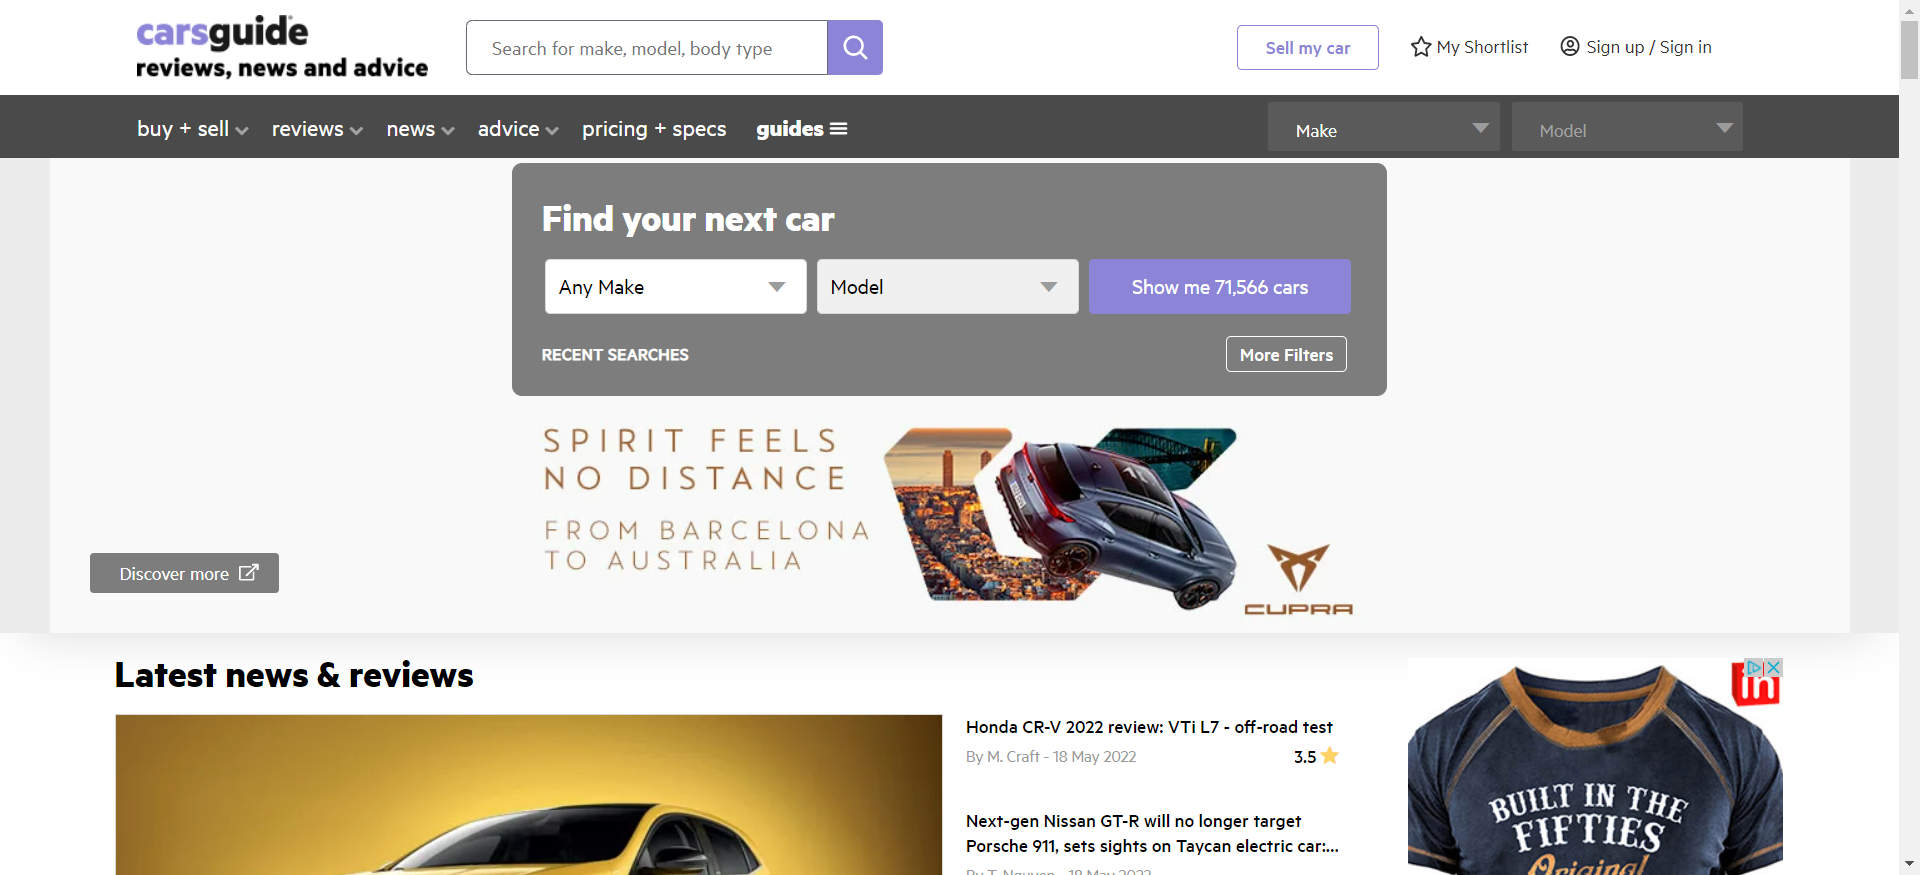 carsguide
reviews, news and advice
Search for make, model, body type
Sell my car
My Shortlist
Sign up / Sign in
buy + sell
reviews
news
advice
pricing + specs
guides
Make
Model
Find your next car
Any Make
Model
Show me 71,566 cars
RECENT SEARCHES
More Filters
SPIRIT FEELS
NO DISTANCE
FROM BARCELONA
TO AUSTRALIA
CUPRA
Discover more
Latest news & reviews
Honda CR-V 2022 review: VTi L7 - off-road test
By M. Craft - 18 May 2022
3.5
Next-gen Nissan GT-R will no longer target
Porsche 911, sets sights on Taycan electric car:...
By T. Nguyen - 18 May 2022
in
BUILT IN THE
FIFTIES
Original